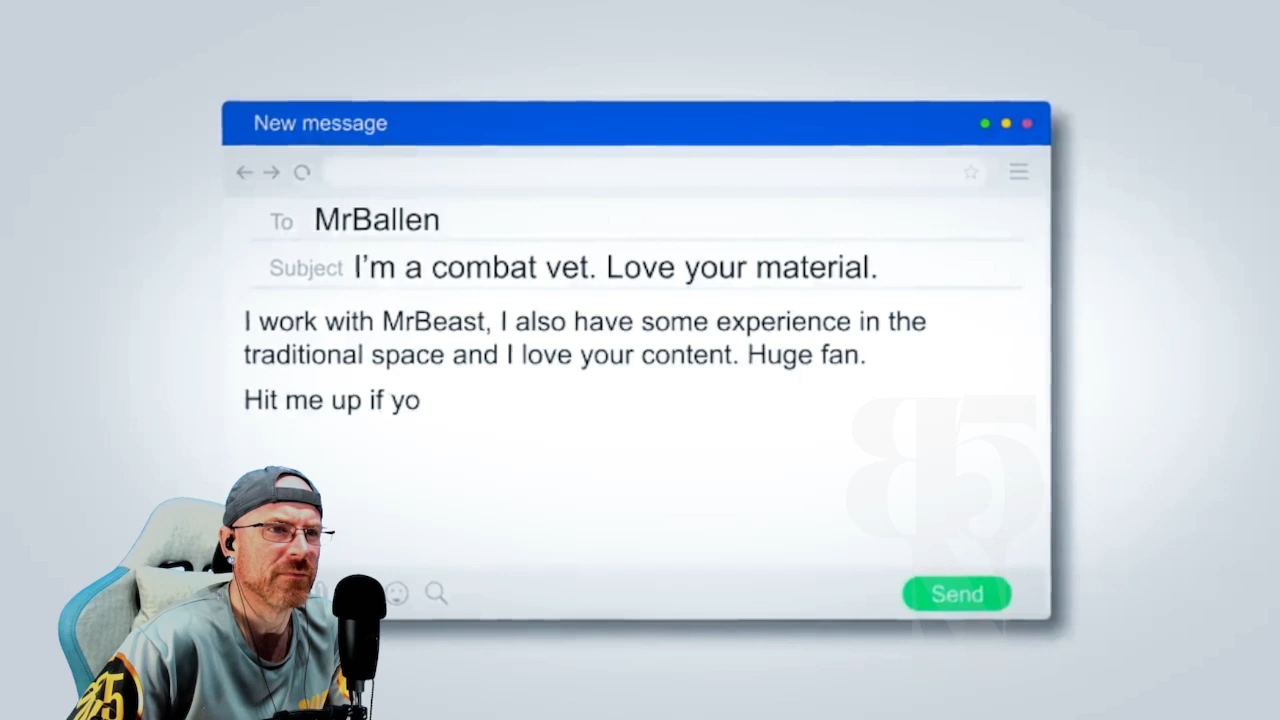 New message
To MrBallen
Subject I'm a combat vet. Love your material.
I work with MrBeast, I also have some experience in the
traditional space and I love your content. Huge fan.
Hit me up if yo
Send